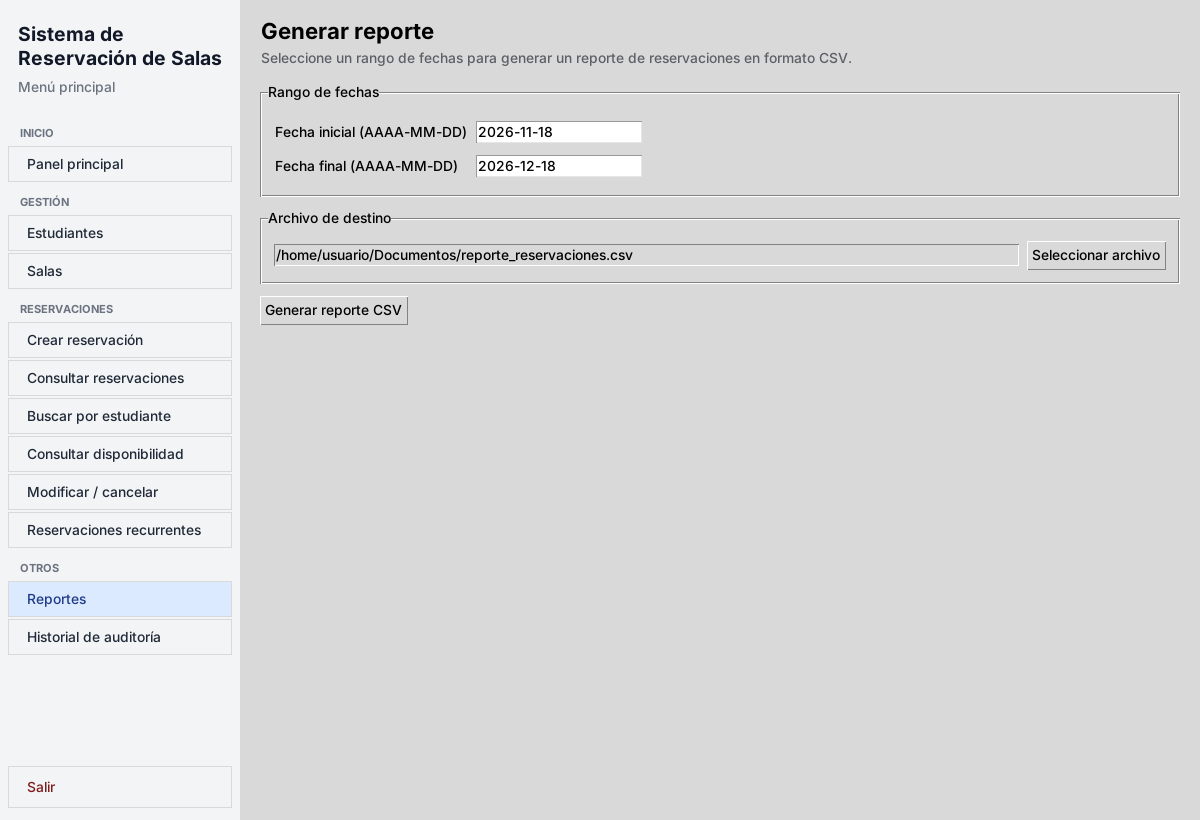 Sistema de
Reservación de Salas
Menú principal
INICIO
Panel principal
GESTIÓN
Estudiantes
Salas
RESERVACIONES
Crear reservación
Consultar reservaciones
Buscar por estudiante
Consultar disponibilidad
Modificar / cancelar
Reservaciones recurrentes
OTROS
Reportes
Historial de auditoría
Salir
Generar reporte
Seleccione un rango de fechas para generar un reporte de reservaciones en formato CSV.
Rango de fechas
Fecha inicial (AAAA-MM-DD) 2026-11-18
Fecha final (AAAA-MM-DD) 2026-12-18
Archivo de destino
/home/usuario/Documentos/reporte_reservaciones.csv Seleccionar archivo
Generar reporte CSV